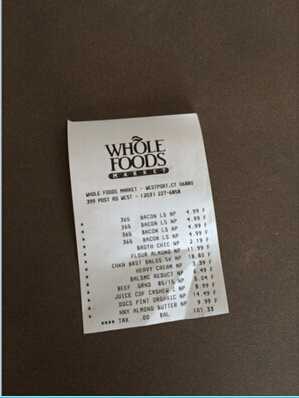 WHOLE
FOODS
MARKET
WHOLE FOODS MARKET - WESTPORT,CT 06880
399 POST RD WEST - (203) 227-6858
365 BACON LS NP 4.99 F
365 BACON LS NP 4.99 F
365 BACON LS NP 4.99 F
365 BACON LS NP 4.99 F
BROTH CHIC NP 2.19 F
FLOUR ALMOND NP 11.99 F
CHKN BRST BNLSS SK NP 18.80 F
HEAVY CREAM NP 3.39 F
BALSMC REDUCT NP 6.49 F
BEEF GRND 85/15 NP 5.04 F
JUICE COF CASHEW C NP 8.99 F
DOCS PINT ORGANIC NP 14.49 F
HNY ALMOND BUTTER NP 9.99 F
**** TAX .00 BAL 101.33